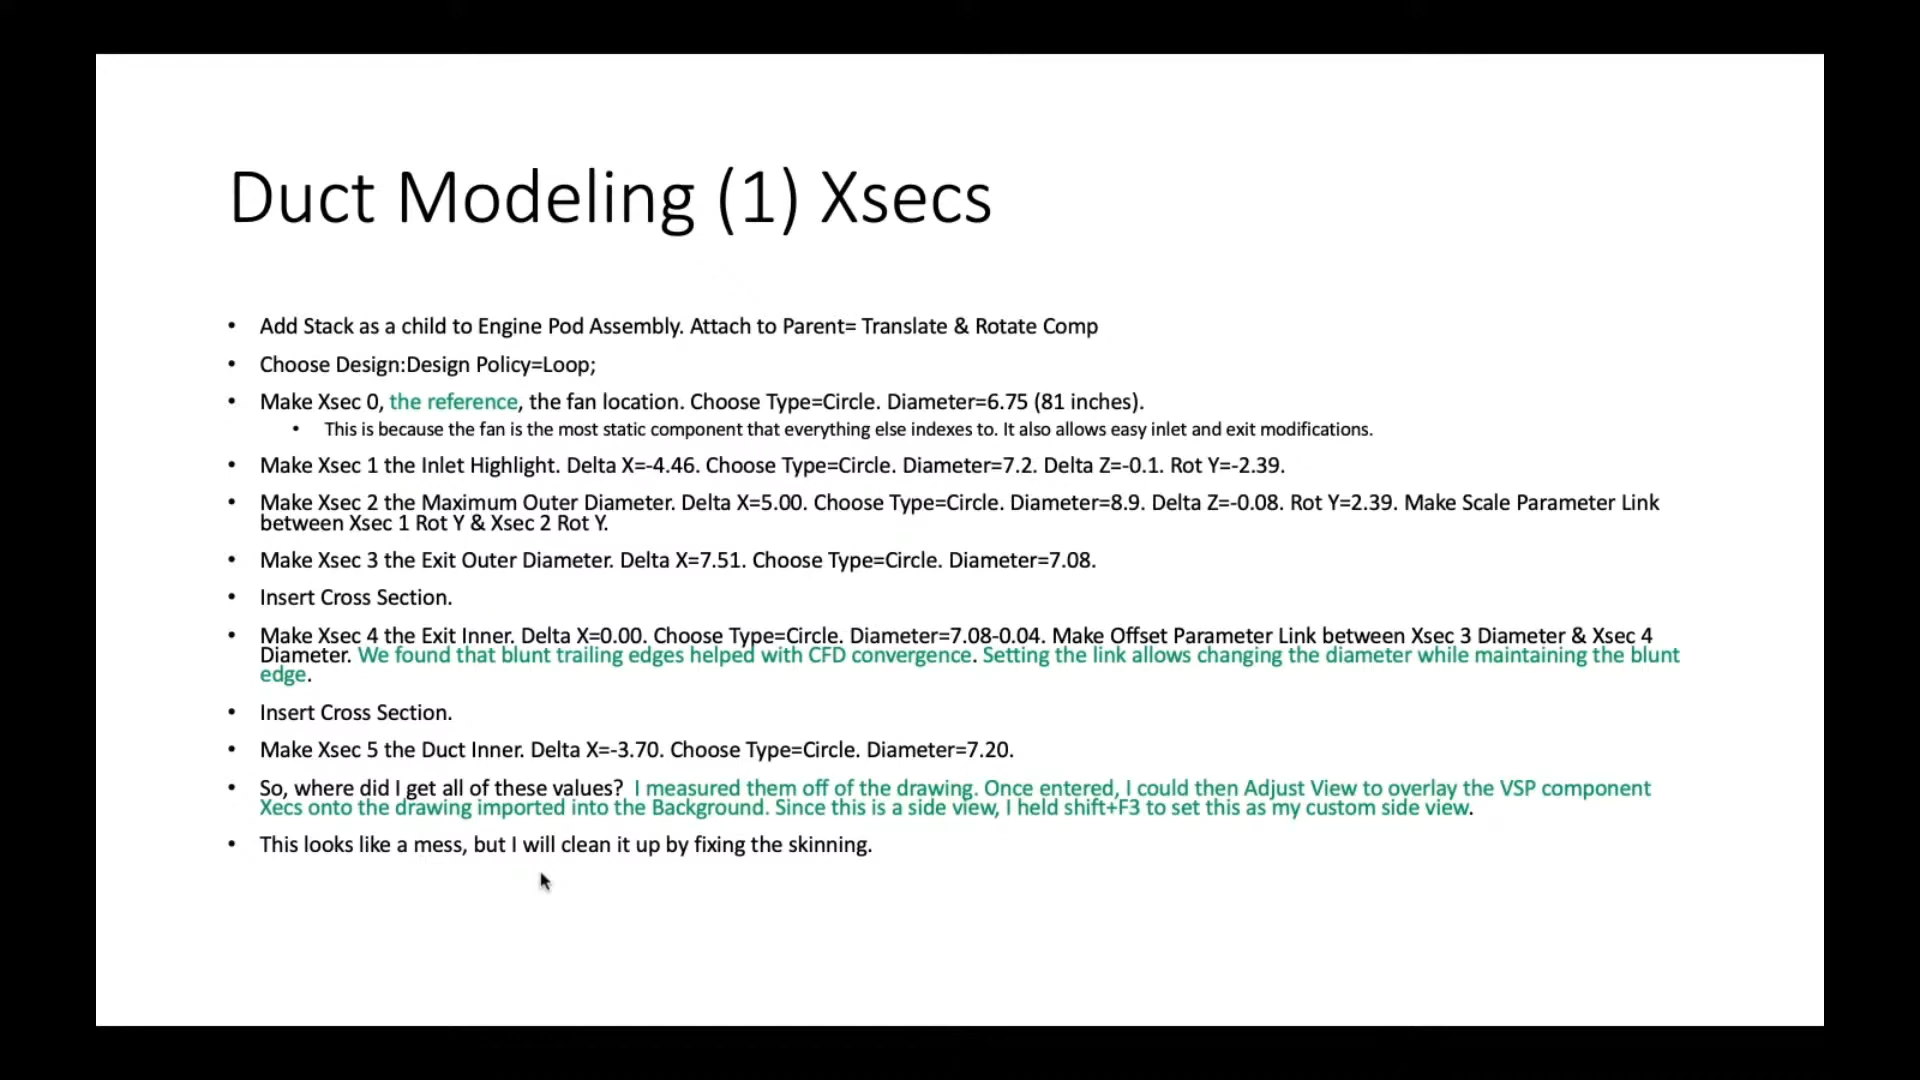 Duct Modeling (1) Xsecs
• Add Stack as a child to Engine Pod Assembly. Attach to Parent= Translate & Rotate Comp
• Choose Design:Design Policy=Loop;
• Make Xsec 0, the reference, the fan location. Choose Type=Circle. Diameter=6.75 (81 inches).
• This is because the fan is the most static component that everything else indexes to. It also allows easy inlet and exit modifications.
• Make Xsec 1 the Inlet Highlight. Delta X=-4.46. Choose Type=Circle. Diameter=7.2. Delta Z=-0.1. Rot Y=-2.39.
• Make Xsec 2 the Maximum Outer Diameter. Delta X=5.00. Choose Type=Circle. Diameter=8.9. Delta Z=-0.08. Rot Y=2.39. Make Scale Parameter Link
between Xsec 1 Rot Y & Xsec 2 Rot Y.
• Make Xsec 3 the Exit Outer Diameter. Delta X=7.51. Choose Type=Circle. Diameter=7.08.
• Insert Cross Section.
• Make Xsec 4 the Exit Inner. Delta X=0.00. Choose Type=Circle. Diameter=7.08-0.04. Make Offset Parameter Link between Xsec 3 Diameter & Xsec 4
Diameter. We found that blunt trailing edges helped with CFD convergence. Setting the link allows changing the diameter while maintaining the blunt
edge.
• Insert Cross Section.
• Make Xsec 5 the Duct Inner. Delta X=-3.70. Choose Type=Circle. Diameter=7.20.
• So, where did I get all of these values? I measured them off of the drawing. Once entered, I could then Adjust View to overlay the VSP component
Xecs onto the drawing imported into the Background. Since this is a side view, I held shift+F3 to set this as my custom side view.
• This looks like a mess, but I will clean it up by fixing the skinning.